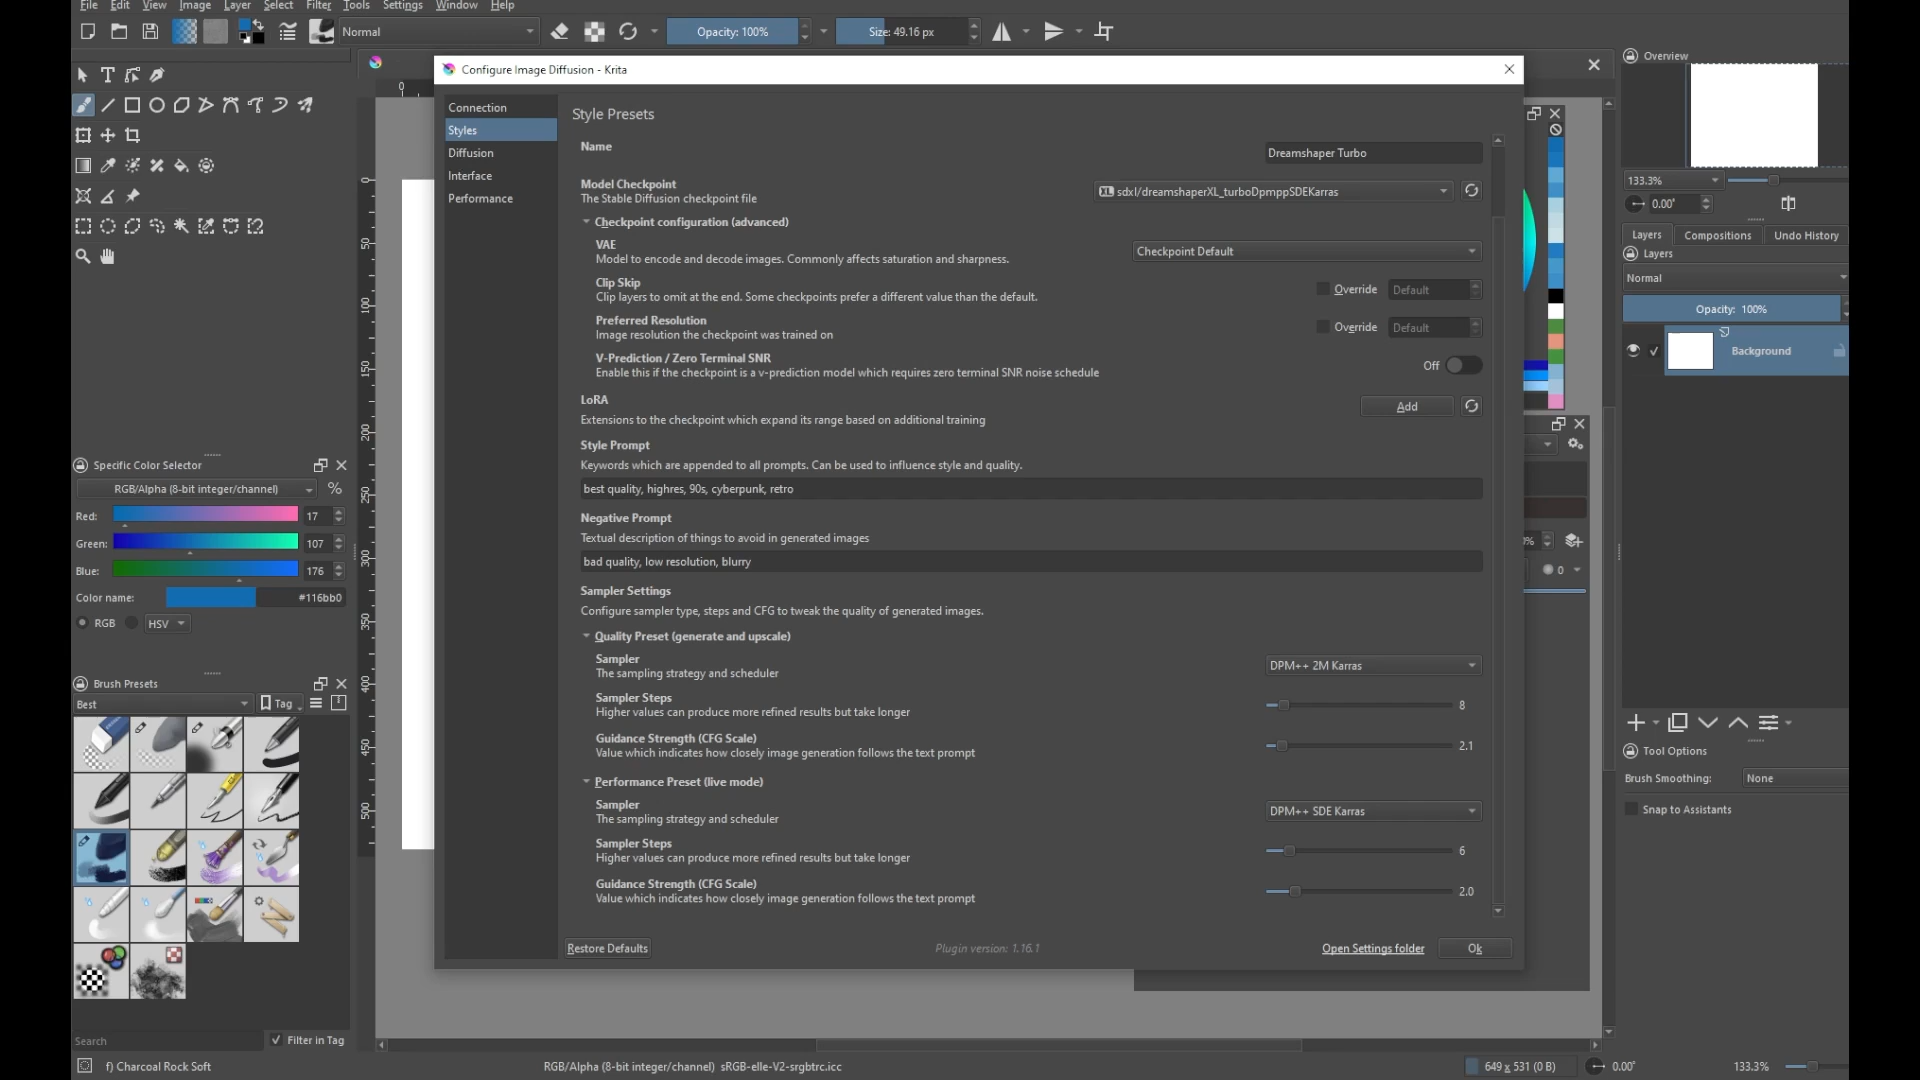 File Edit View Image Layer Select Filter Tools Settings Window Help
Normal
Opacity: 100%
Size: 49.16 px
Configure Image Diffusion - Krita
Connection
Styles
Diffusion
Interface
Performance
Style Presets
Name
Dreamshaper Turbo
Model Checkpoint
The Stable Diffusion checkpoint file
XL sdxl/dreamshaperXL_turboDpmppSDEKarras
Checkpoint configuration (advanced)
VAE
Model to encode and decode images. Commonly affects saturation and sharpness.
Checkpoint Default
Clip Skip
Clip layers to omit at the end. Some checkpoints prefer a different value than the default.
Override Default
Preferred Resolution
Image resolution the checkpoint was trained on
Override Default
V-Prediction / Zero Terminal SNR
Enable this if the checkpoint is a v-prediction model which requires zero terminal SNR noise schedule
Off
LoRA
Extensions to the checkpoint which expand its range based on additional training
Add
Style Prompt
Keywords which are appended to all prompts. Can be used to influence style and quality.
best quality, highres, 90s, cyberpunk, retro
Negative Prompt
Textual description of things to avoid in generated images
bad quality, low resolution, blurry
Sampler Settings
Configure sampler type, steps and CFG to tweak the quality of generated images.
Quality Preset (generate and upscale)
Sampler
The sampling strategy and scheduler
DPM++ 2M Karras
Sampler Steps
Higher values can produce more refined results but take longer
8
Guidance Strength (CFG Scale)
Value which indicates how closely image generation follows the text prompt
2.1
Performance Preset (live mode)
Sampler
The sampling strategy and scheduler
DPM++ SDE Karras
Sampler Steps
Higher values can produce more refined results but take longer
6
Guidance Strength (CFG Scale)
Value which indicates how closely image generation follows the text prompt
2.0
Restore Defaults
Plugin version: 1.16.1
Open Settings folder
Ok
0
0
50
100
150
200
250
300
350
400
450
500
Specific Color Selector
RGB/Alpha (8-bit integer/channel)
%
Red: 17
Green: 107
Blue: 176
Color name: #116bb0
RGB HSV
Brush Presets
Best
Tag
Search
Filter in Tag
%
0
Overview
133.3%
0.00°
Layers Compositions Undo History
Layers
Normal
Opacity: 100%
Background
Tool Options
Brush Smoothing: None
Snap to Assistants
f) Charcoal Rock Soft
RGB/Alpha (8-bit integer/channel) sRGB-elle-V2-srgbtrc.icc
649 x 531 (0 B)
0.00°
133.3%